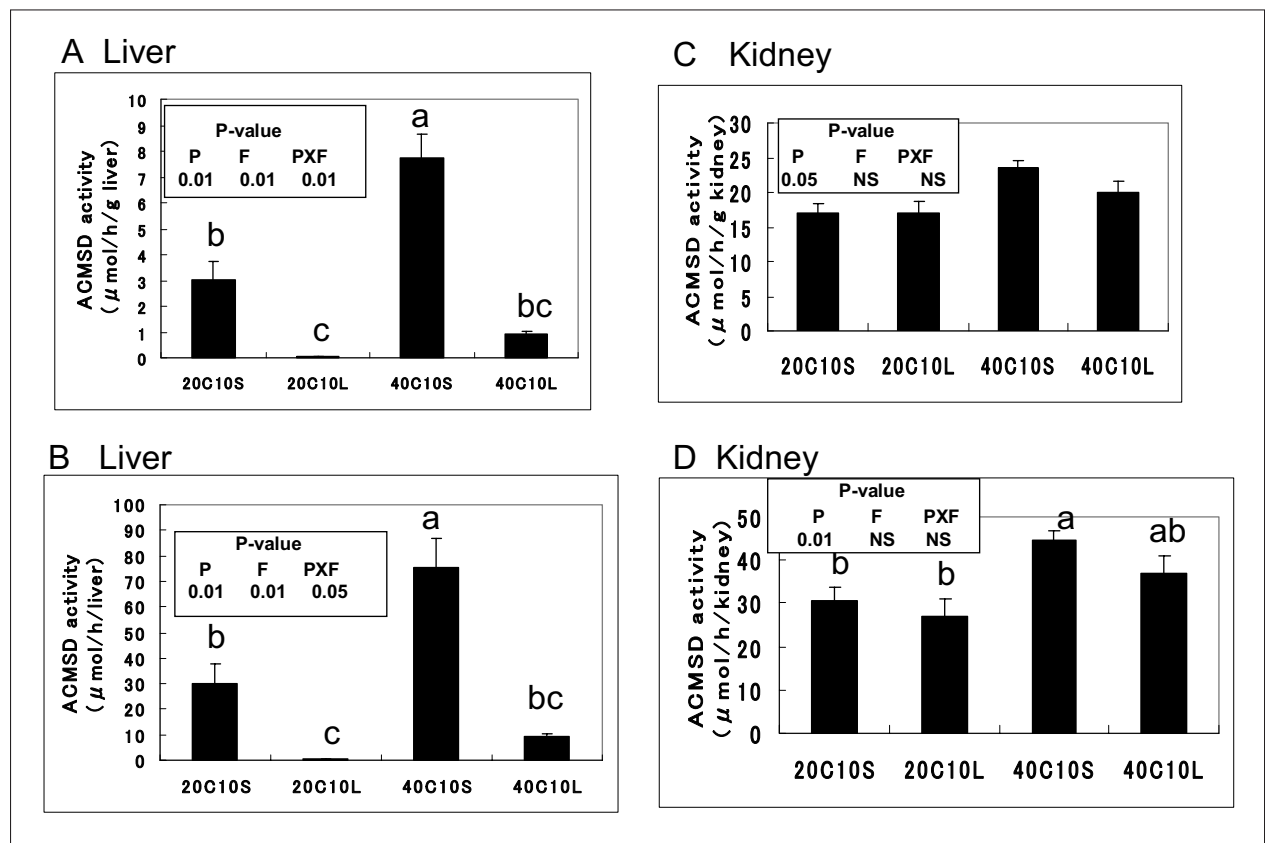 A Liver
ACMSD activity
(μmol/h/g liver)
10
9
8
7
6
5
4
3
2
1
0
P-value
P F PXF
0.01 0.01 0.01
b
c
a
bc
20C10S 20C10L 40C10S 40C10L
B Liver
ACMSD activity
(μmol/h/liver)
100
90
80
70
60
50
40
30
20
10
0
P-value
P F PXF
0.01 0.01 0.05
b
c
a
bc
20C10S 20C10L 40C10S 40C10L
C Kidney
ACMSD activity
(μmol/h/g kidney)
30
25
20
15
10
5
0
P-value
P F PXF
0.05 NS NS
20C10S 20C10L 40C10S 40C10L
D Kidney
ACMSD activity
(μmol/h/kidney)
50
40
30
20
10
0
P-value
P F PXF
0.01 NS NS
b
b
a
ab
20C10S 20C10L 40C10S 40C10L